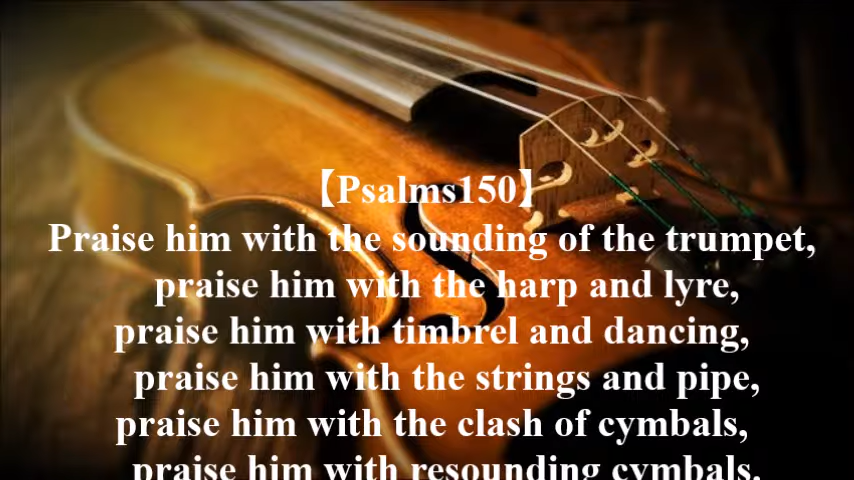 【Psalms150】
Praise him with the sounding of the trumpet,
praise him with the harp and lyre,
praise him with timbrel and dancing,
praise him with the strings and pipe,
praise him with the clash of cymbals,
praise him with resounding cymbals.